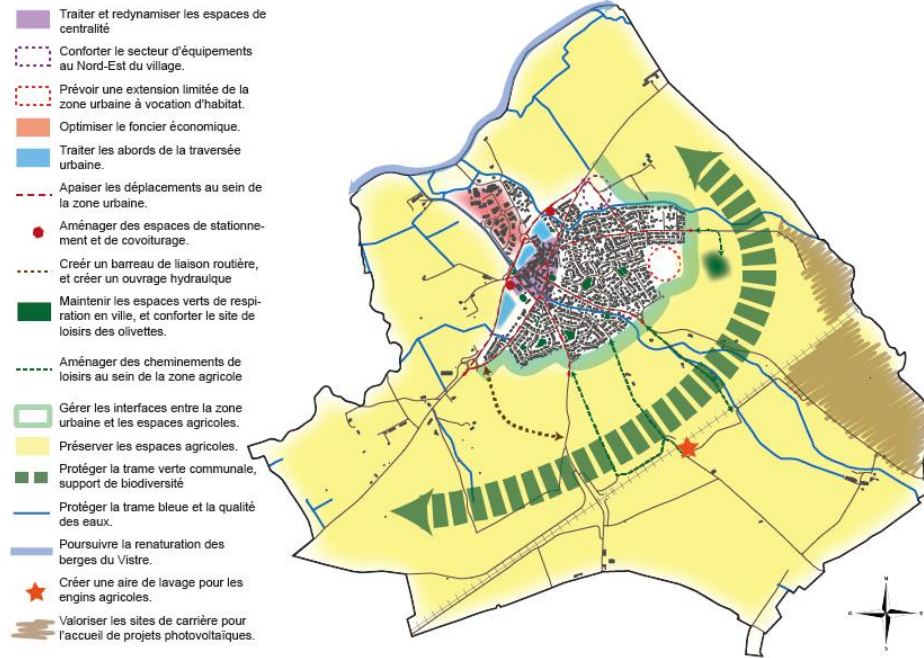 Traiter et redynamiser les espaces de
centralité
Conforter le secteur d'équipements
au Nord-Est du village.
Prévoir une extension limitée de la
zone urbaine à vocation d'habitat.
Optimiser le foncier économique.
Traiter les abords de la traversée
urbaine.
Apaiser les déplacements au sein de
la zone urbaine.
Aménager des espaces de stationne-
ment et de covoiturage.
Creér un barreau de liaison routière,
et créer un ouvrage hydraulique
Maintenir les espaces verts de respi-
ration en ville, et conforter le site de
loisirs des olivettes.
Aménager des cheminements de
loisirs au sein de la zone agricole
Gérer les interfaces entre la zone
urbaine et les espaces agricoles.
Préserver les espaces agricoles.
Protéger la trame verte communale,
support de biodiversité
Protéger la trame bleue et la qualité
des eaux.
Poursuivre la renaturation des
berges du Vistre.
Créer une aire de lavage pour les
engins agricoles.
Valoriser les sites de carrière pour
l'accueil de projets photovoltaïques.
N
O
E
S